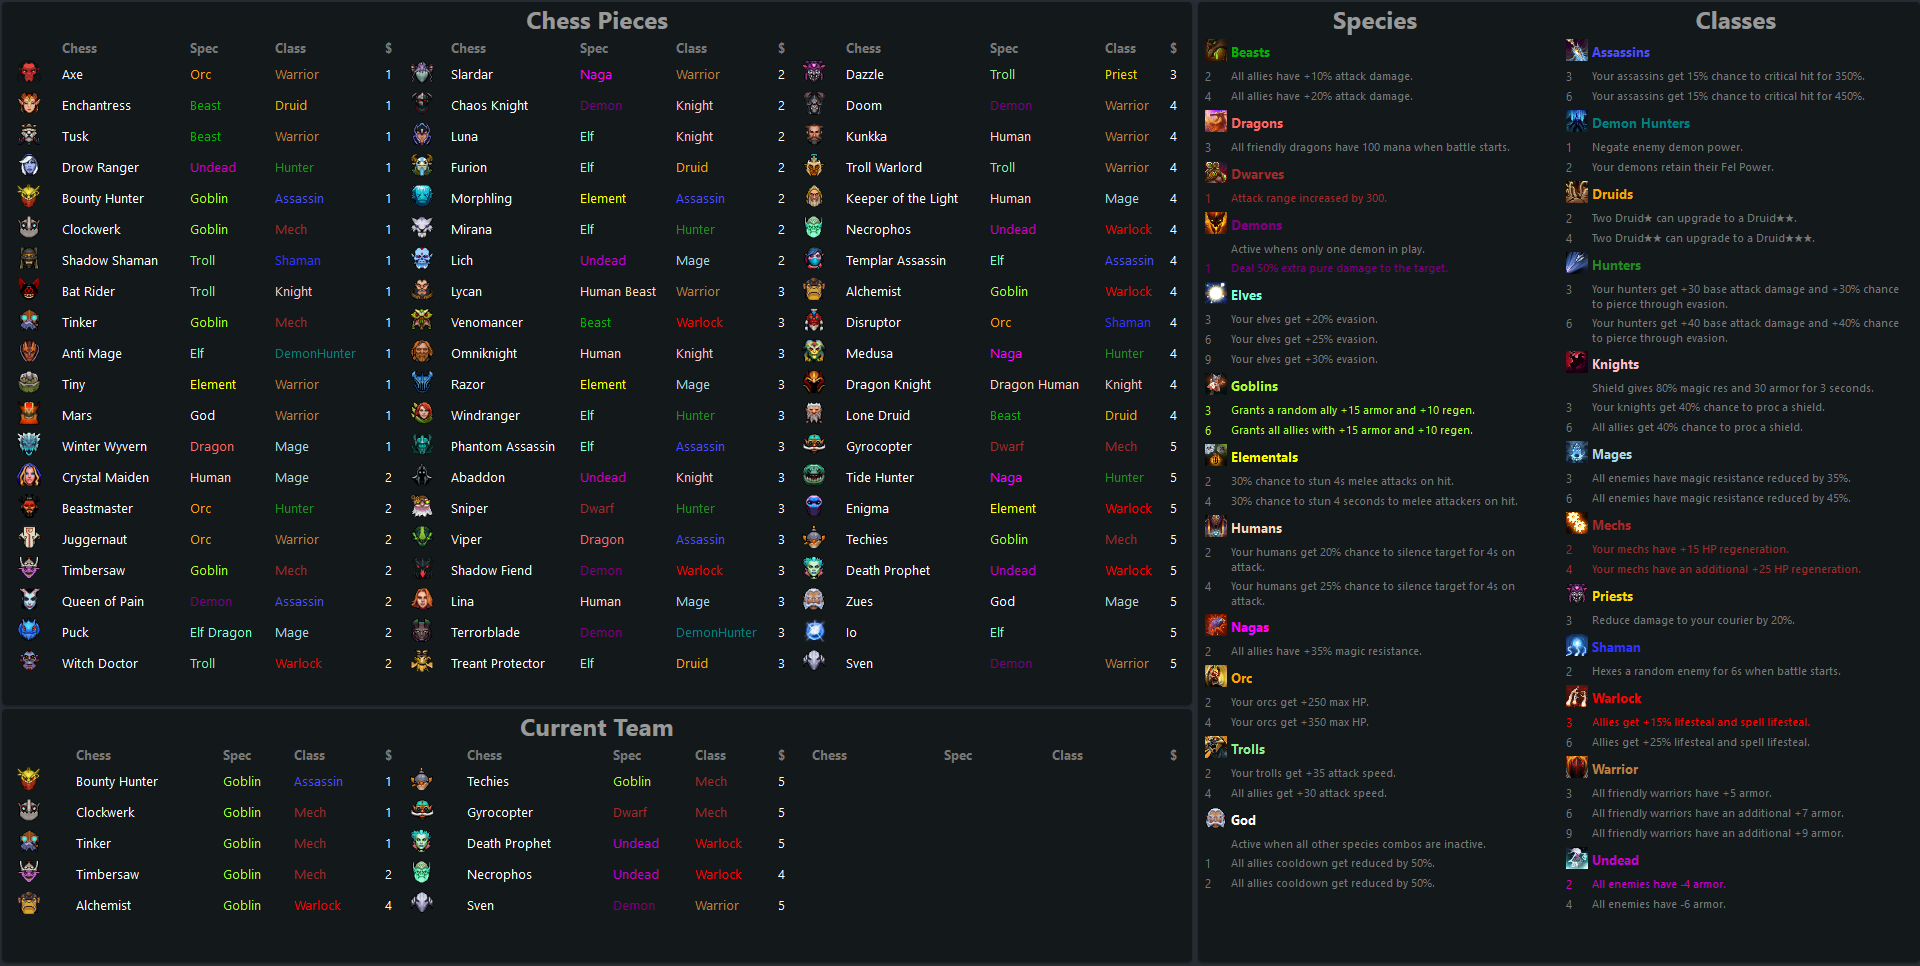 Chess Pieces
Chess Spec Class $ Chess Spec Class $ Chess Spec Class $
Axe Orc Warrior 1 Slardar Naga Warrior 2 Dazzle Troll Priest 3
Enchantress Beast Druid 1 Chaos Knight Demon Knight 2 Doom Demon Warrior 4
Tusk Beast Warrior 1 Luna Elf Knight 2 Kunkka Human Warrior 4
Drow Ranger Undead Hunter 1 Furion Elf Druid 2 Troll Warlord Troll Warrior 4
Bounty Hunter Goblin Assassin 1 Morphling Element Assassin 2 Keeper of the Light Human Mage 4
Clockwerk Goblin Mech 1 Mirana Elf Hunter 2 Necrophos Undead Warlock 4
Shadow Shaman Troll Shaman 1 Lich Undead Mage 2 Templar Assassin Elf Assassin 4
Bat Rider Troll Knight 1 Lycan Human Beast Warrior 3 Alchemist Goblin Warlock 4
Tinker Goblin Mech 1 Venomancer Beast Warlock 3 Disruptor Orc Shaman 4
Anti Mage Elf DemonHunter 1 Omniknight Human Knight 3 Medusa Naga Hunter 4
Tiny Element Warrior 1 Razor Element Mage 3 Dragon Knight Dragon Human Knight 4
Mars God Warrior 1 Windranger Elf Hunter 3 Lone Druid Beast Druid 4
Winter Wyvern Dragon Mage 1 Phantom Assassin Elf Assassin 3 Gyrocopter Dwarf Mech 5
Crystal Maiden Human Mage 2 Abaddon Undead Knight 3 Tide Hunter Naga Hunter 5
Beastmaster Orc Hunter 2 Sniper Dwarf Hunter 3 Enigma Element Warlock 5
Juggernaut Orc Warrior 2 Viper Dragon Assassin 3 Techies Goblin Mech 5
Timbersaw Goblin Mech 2 Shadow Fiend Demon Warlock 3 Death Prophet Undead Warlock 5
Queen of Pain Demon Assassin 2 Lina Human Mage 3 Zues God Mage 5
Puck Elf Dragon Mage 2 Terrorblade Demon DemonHunter 3 Io Elf 5
Witch Doctor Troll Warlock 2 Treant Protector Elf Druid 3 Sven Demon Warrior 5
Current Team
Chess Spec Class $ Chess Spec Class $ Chess Spec Class $
Bounty Hunter Goblin Assassin 1 Techies Goblin Mech 5
Clockwerk Goblin Mech 1 Gyrocopter Dwarf Mech 5
Tinker Goblin Mech 1 Death Prophet Undead Warlock 5
Timbersaw Goblin Mech 2 Necrophos Undead Warlock 4
Alchemist Goblin Warlock 4 Sven Demon Warrior 5
Species
Beasts
2 All allies have +10% attack damage.
4 All allies have +20% attack damage.
Dragons
3 All friendly dragons have 100 mana when battle starts.
Dwarves
1 Attack range increased by 300.
Demons
Active whens only one demon in play.
1 Deal 50% extra pure damage to the target.
Elves
3 Your elves get +20% evasion.
6 Your elves get +25% evasion.
9 Your elves get +30% evasion.
Goblins
3 Grants a random ally +15 armor and +10 regen.
6 Grants all allies with +15 armor and +10 regen.
Elementals
2 30% chance to stun 4s melee attacks on hit.
4 30% chance to stun 4 seconds to melee attackers on hit.
Humans
2 Your humans get 20% chance to silence target for 4s on
attack.
4 Your humans get 25% chance to silence target for 4s on
attack.
Nagas
2 All allies have +35% magic resistance.
Orc
2 Your orcs get +250 max HP.
4 Your orcs get +350 max HP.
Trolls
2 Your trolls get +35 attack speed.
4 All allies get +30 attack speed.
God
Active when all other species combos are inactive.
1 All allies cooldown get reduced by 50%.
2 All allies cooldown get reduced by 50%.
Classes
Assassins
3 Your assassins get 15% chance to critical hit for 350%.
6 Your assassins get 15% chance to critical hit for 450%.
Demon Hunters
1 Negate enemy demon power.
2 Your demons retain their Fel Power.
Druids
2 Two Druid★ can upgrade to a Druid★★.
4 Two Druid★★ can upgrade to a Druid★★★.
Hunters
3 Your hunters get +30 base attack damage and +30% chance
to pierce through evasion.
6 Your hunters get +40 base attack damage and +40% chance
to pierce through evasion.
Knights
Shield gives 80% magic res and 30 armor for 3 seconds.
3 Your knights get 40% chance to proc a shield.
6 All allies get 40% chance to proc a shield.
Mages
3 All enemies have magic resistance reduced by 35%.
6 All enemies have magic resistance reduced by 45%.
Mechs
2 Your mechs have +15 HP regeneration.
4 Your mechs have an additional +25 HP regeneration.
Priests
3 Reduce damage to your courier by 20%.
Shaman
2 Hexes a random enemy for 6s when battle starts.
Warlock
3 Allies get +15% lifesteal and spell lifesteal.
6 Allies get +25% lifesteal and spell lifesteal.
Warrior
3 All friendly warriors have +5 armor.
6 All friendly warriors have an additional +7 armor.
9 All friendly warriors have an additional +9 armor.
Undead
2 All enemies have -4 armor.
4 All enemies have -6 armor.